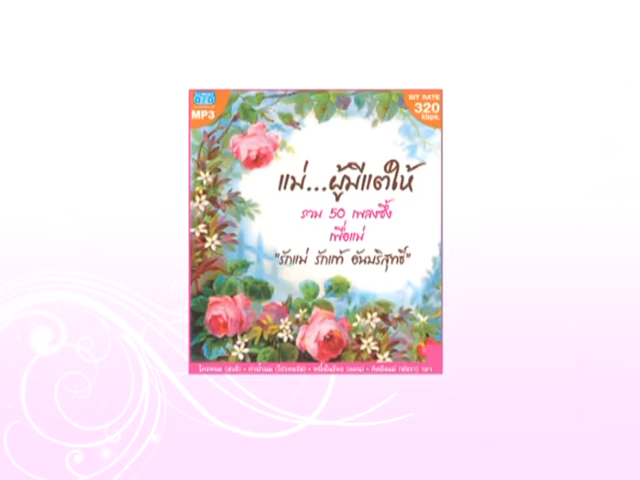 MP3
BIT RATE
320
kbps.
แม่...ผู้มีแต่ให้
รวม 50 เพลงซึ้ง
เพื่อแม่
"รักแม่ รักแท้ อันบริสุทธิ์"